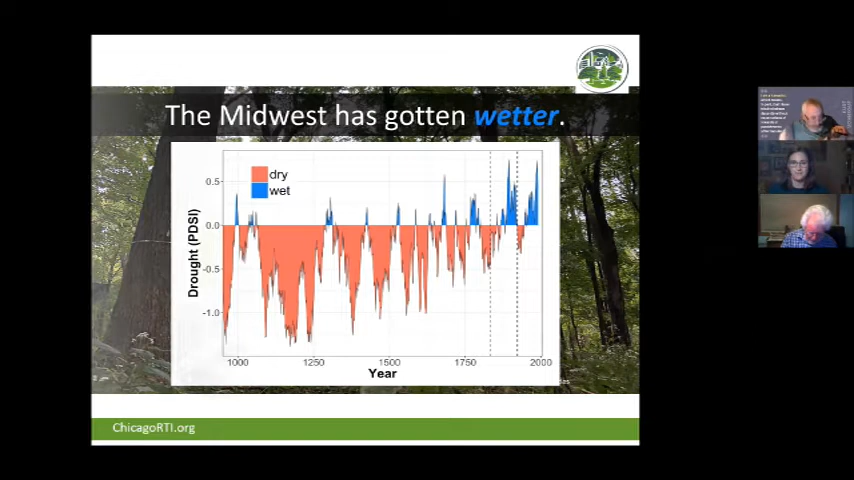 The Midwest has gotten wetter.
dry
wet
0.5
0.0
-0.5
-1.0
Drought (PDSI)
1000 1250 1500 1750 2000
Year
ChicagoRTI.org